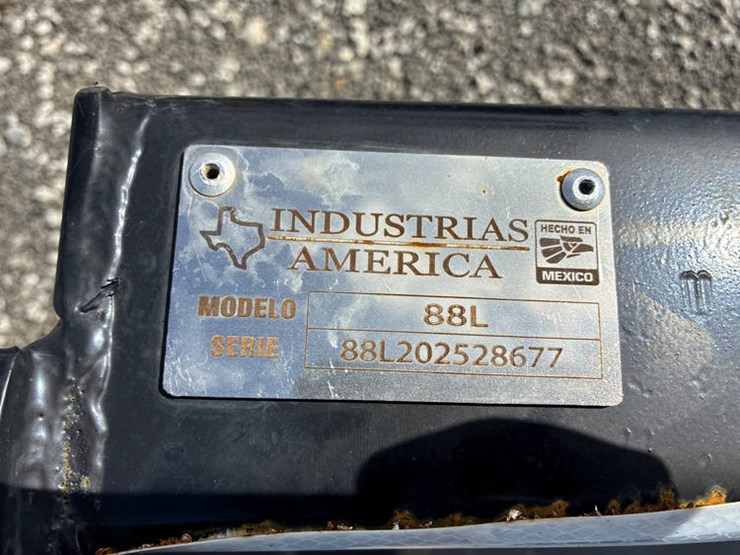 INDUSTRIAS
AMERICA
HECHO EN
MEXICO
MODELO 88L
SERIE 88L202528677